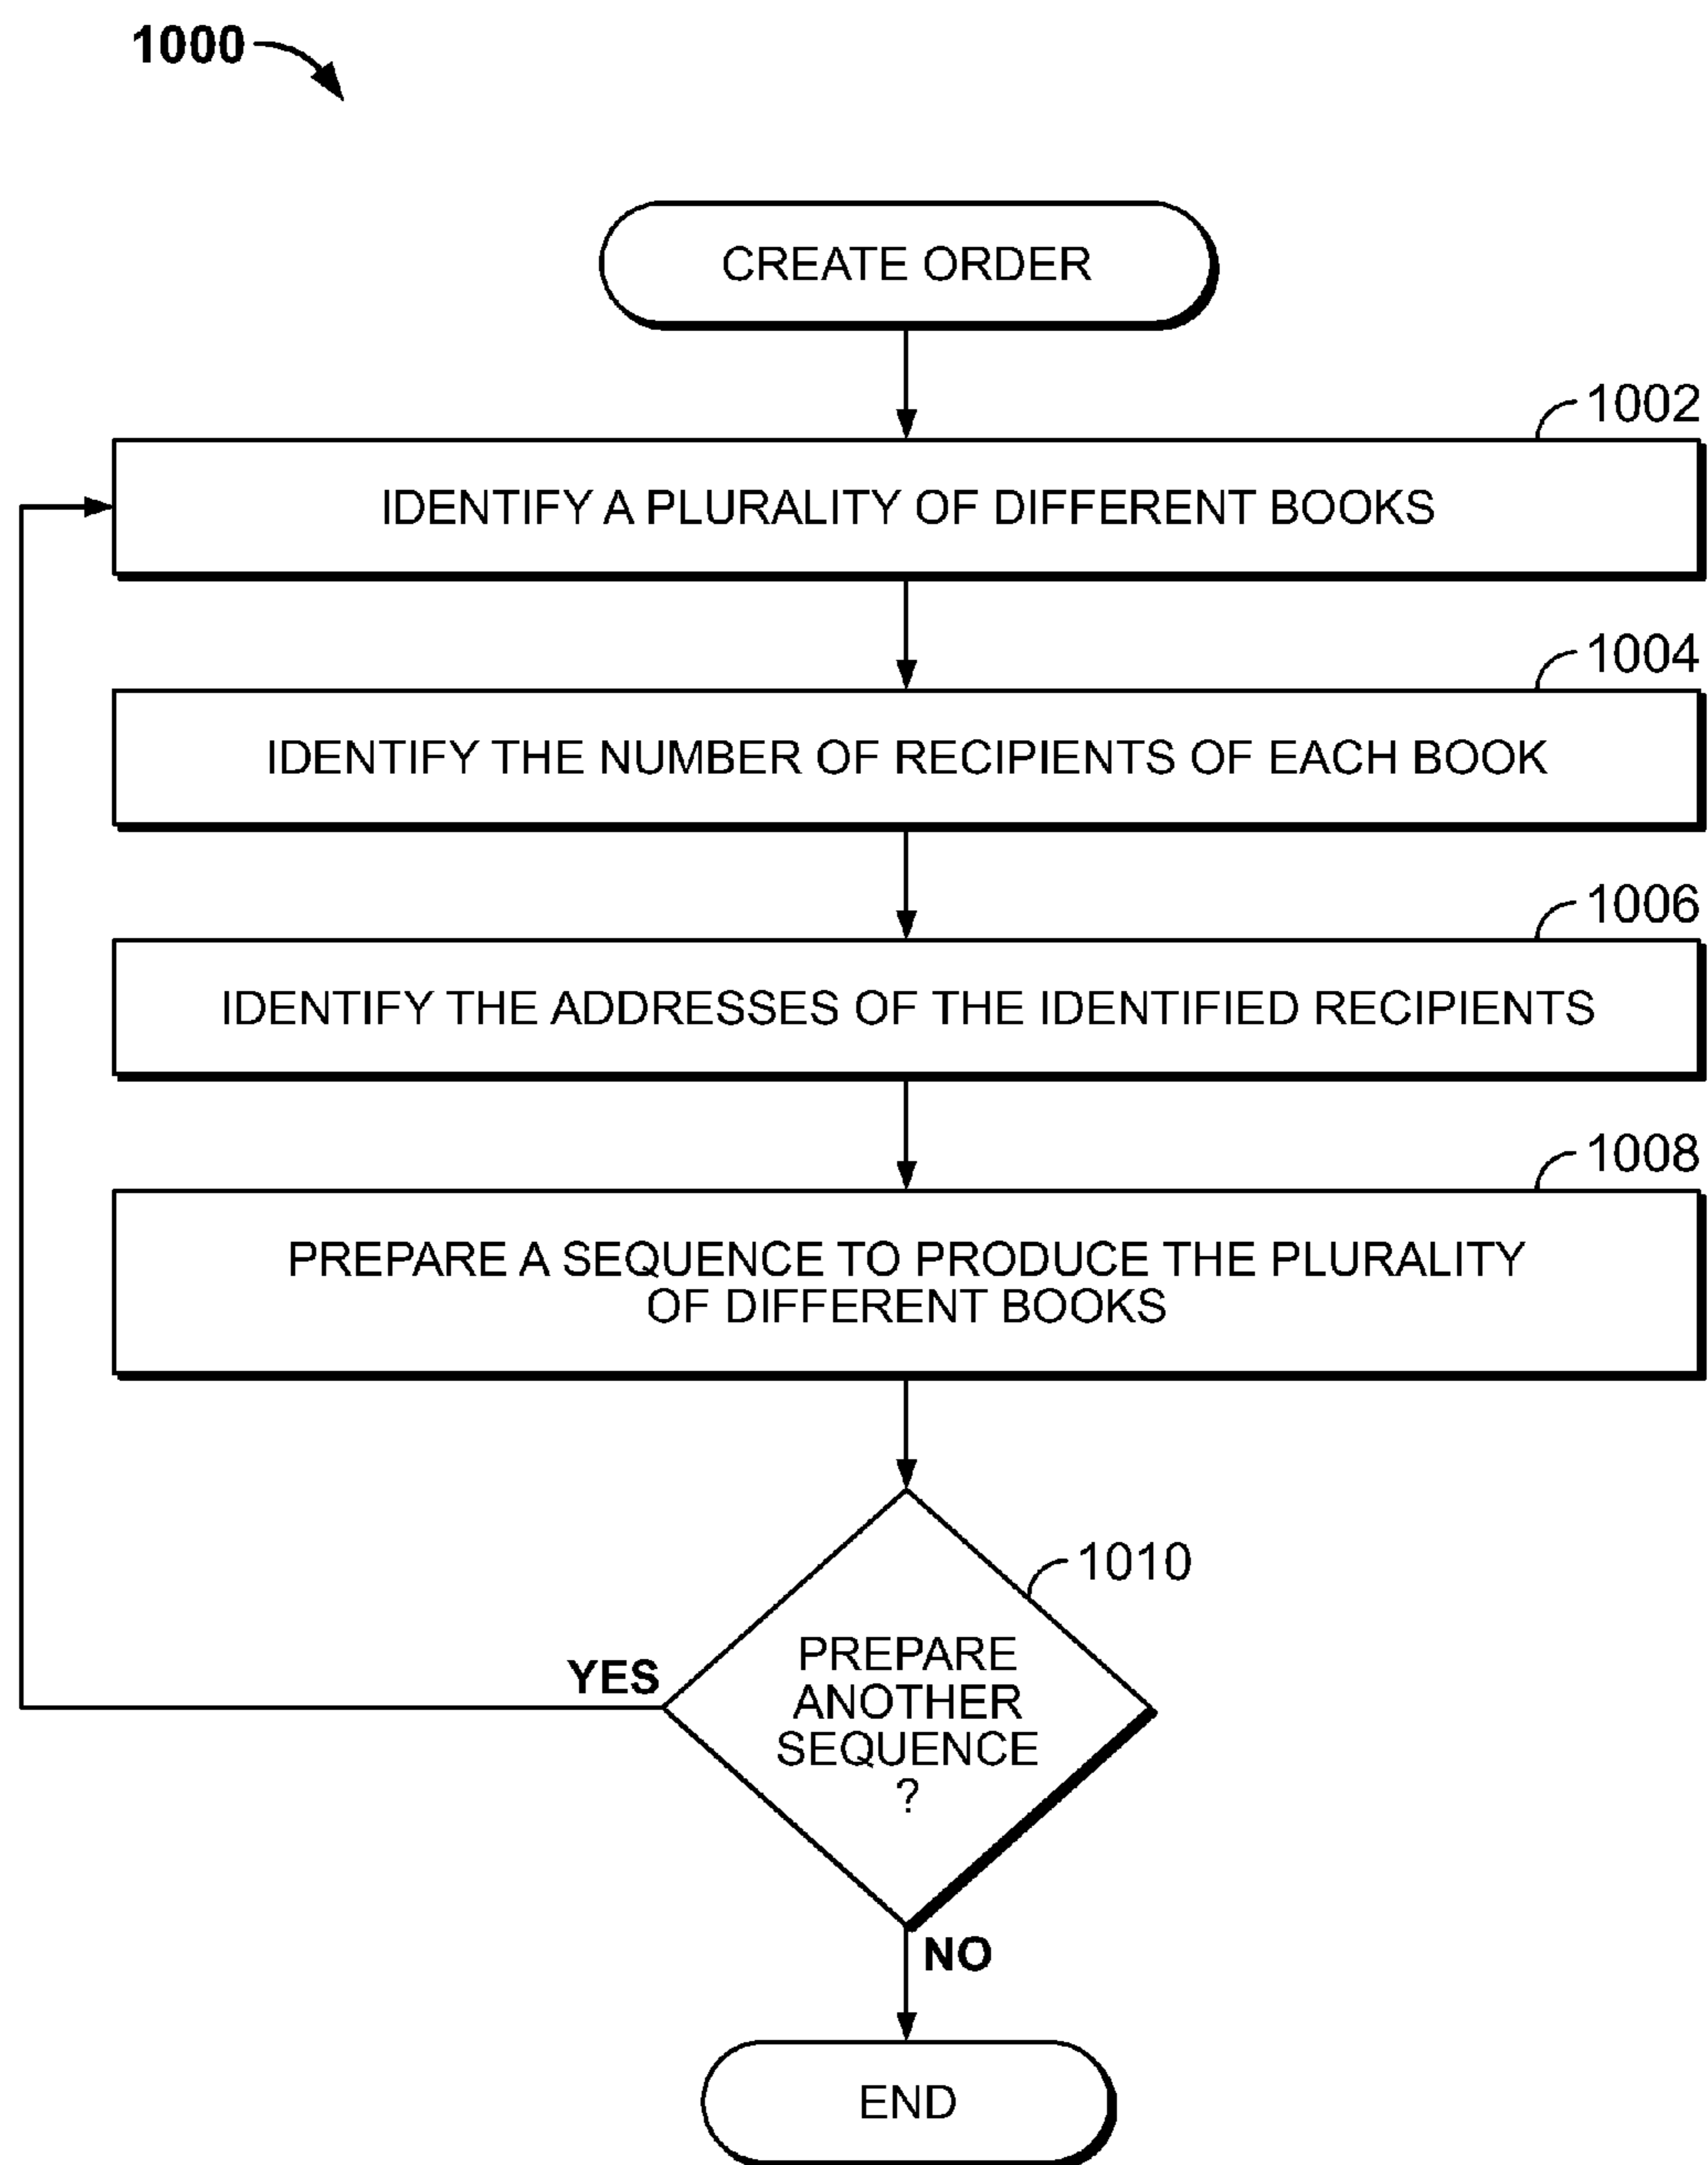 1000
CREATE ORDER
1002
IDENTIFY A PLURALITY OF DIFFERENT BOOKS
1004
IDENTIFY THE NUMBER OF RECIPIENTS OF EACH BOOK
1006
IDENTIFY THE ADDRESSES OF THE IDENTIFIED RECIPIENTS
1008
PREPARE A SEQUENCE TO PRODUCE THE PLURALITY
OF DIFFERENT BOOKS
1010
YES
PREPARE
ANOTHER
SEQUENCE
?
NO
END